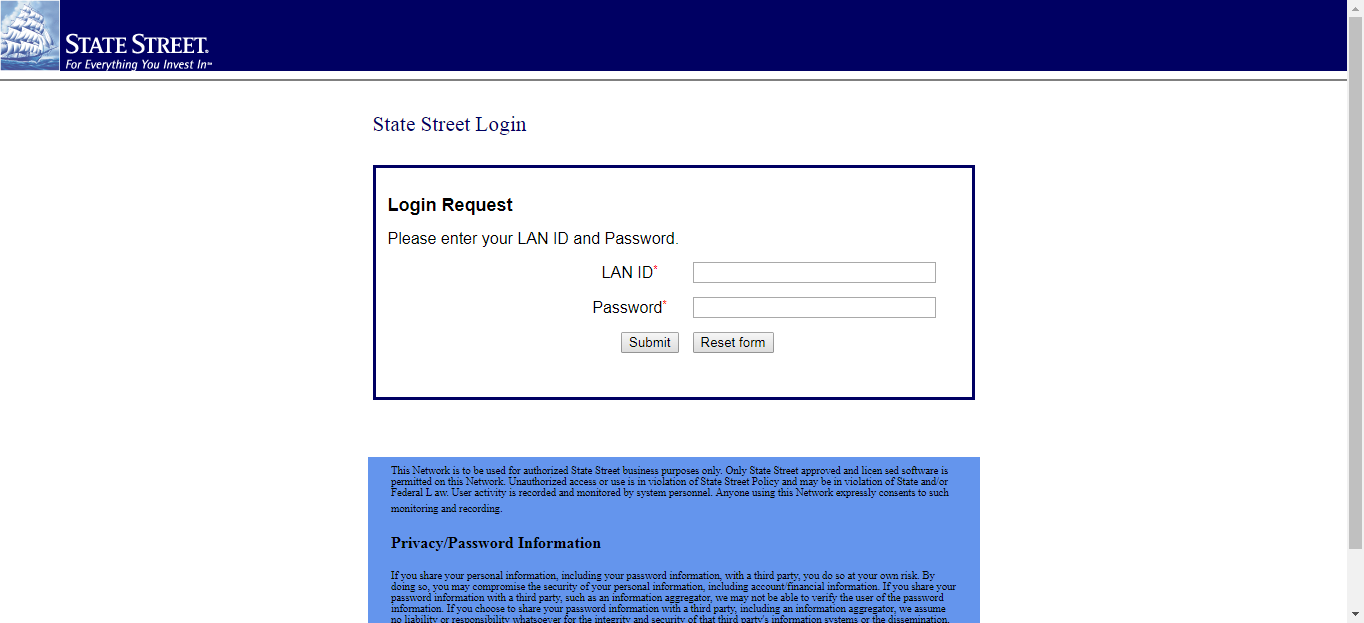 STATE STREET.
For Everything You Invest In℠
State Street Login
Login Request
Please enter your LAN ID and Password.
LAN ID*
Password*
Submit Reset form
This Network is to be used for authorized State Street business purposes only. Only State Street approved and licen sed software is
permitted on this Network. Unauthorized access or use is in violation of State Street Policy and may be in violation of State and/or
Federal L aw. User activity is recorded and monitored by system personnel. Anyone using this Network expressly consents to such
monitoring and recording.
Privacy/Password Information
If you share your personal information, including your password information, with a third party, you do so at your own risk. By
doing so, you may compromise the security of your personal information, including account/financial information. If you share your
password information with a third party, such as an information aggregator, we may not be able to verify the user of the password
information. If you choose to share your password information with a third party, including an information aggregator, we assume
no liability or responsibility whatsoever for the integrity and security of that third party's information systems or the dissemination,